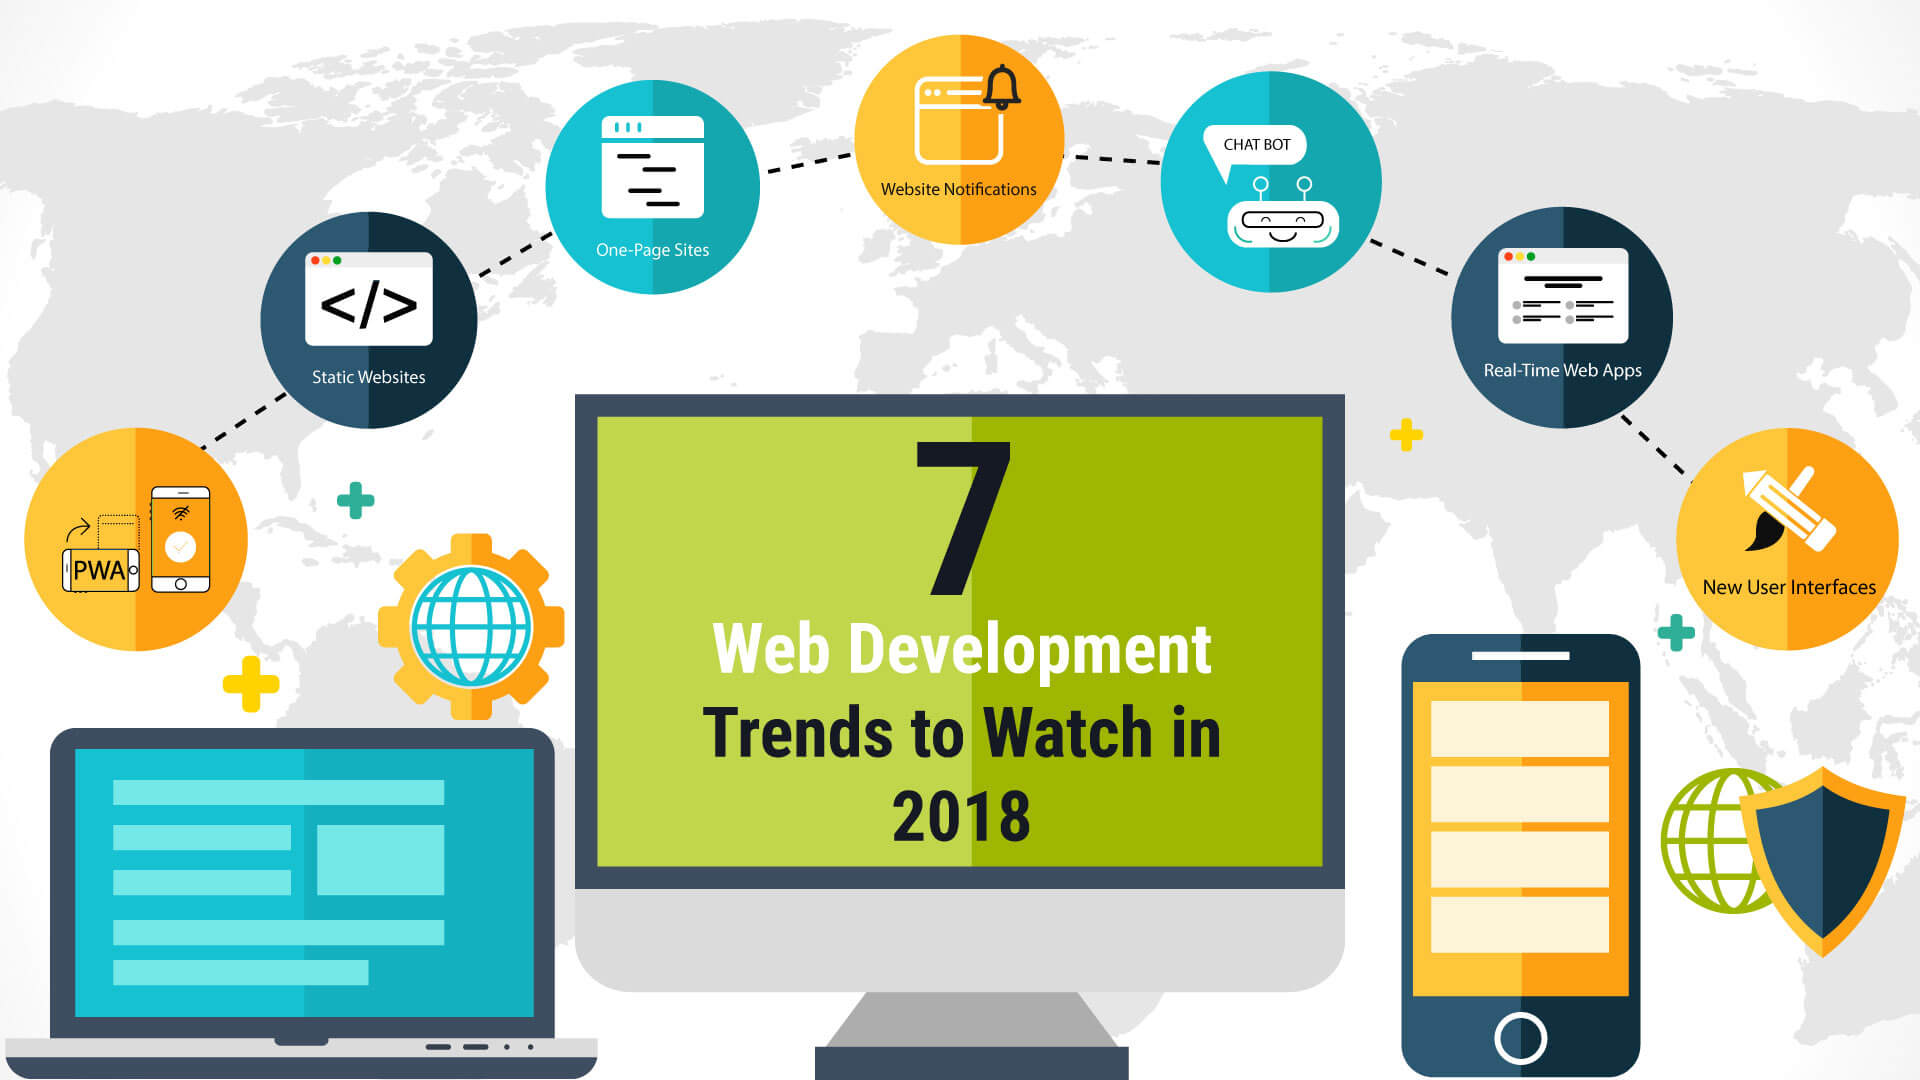 Website Notifications
CHAT BOT
One-Page Sites
Static Websites
Real-Time Web Apps
PWA
New User Interfaces
7
Web Development
Trends to Watch in
2018